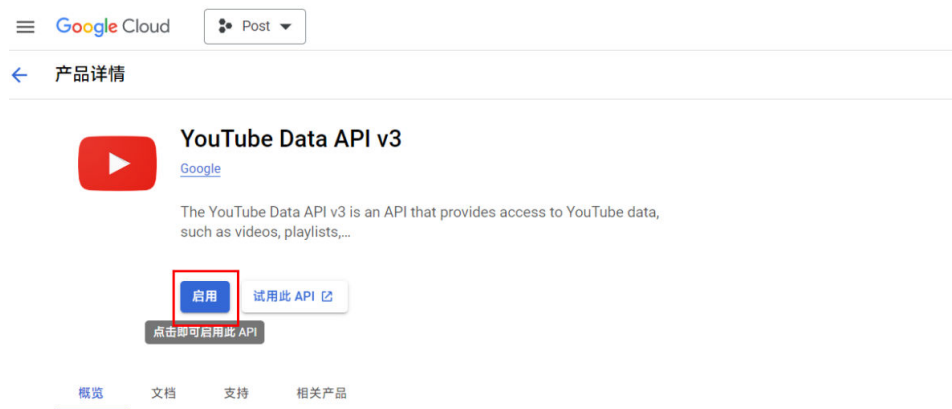 Google Cloud Post
产品详情
YouTube Data API v3
Google
The YouTube Data API v3 is an API that provides access to YouTube data,
such as videos, playlists,...
启用 试用此 API
点击即可启用此 API
概览 文档 支持 相关产品